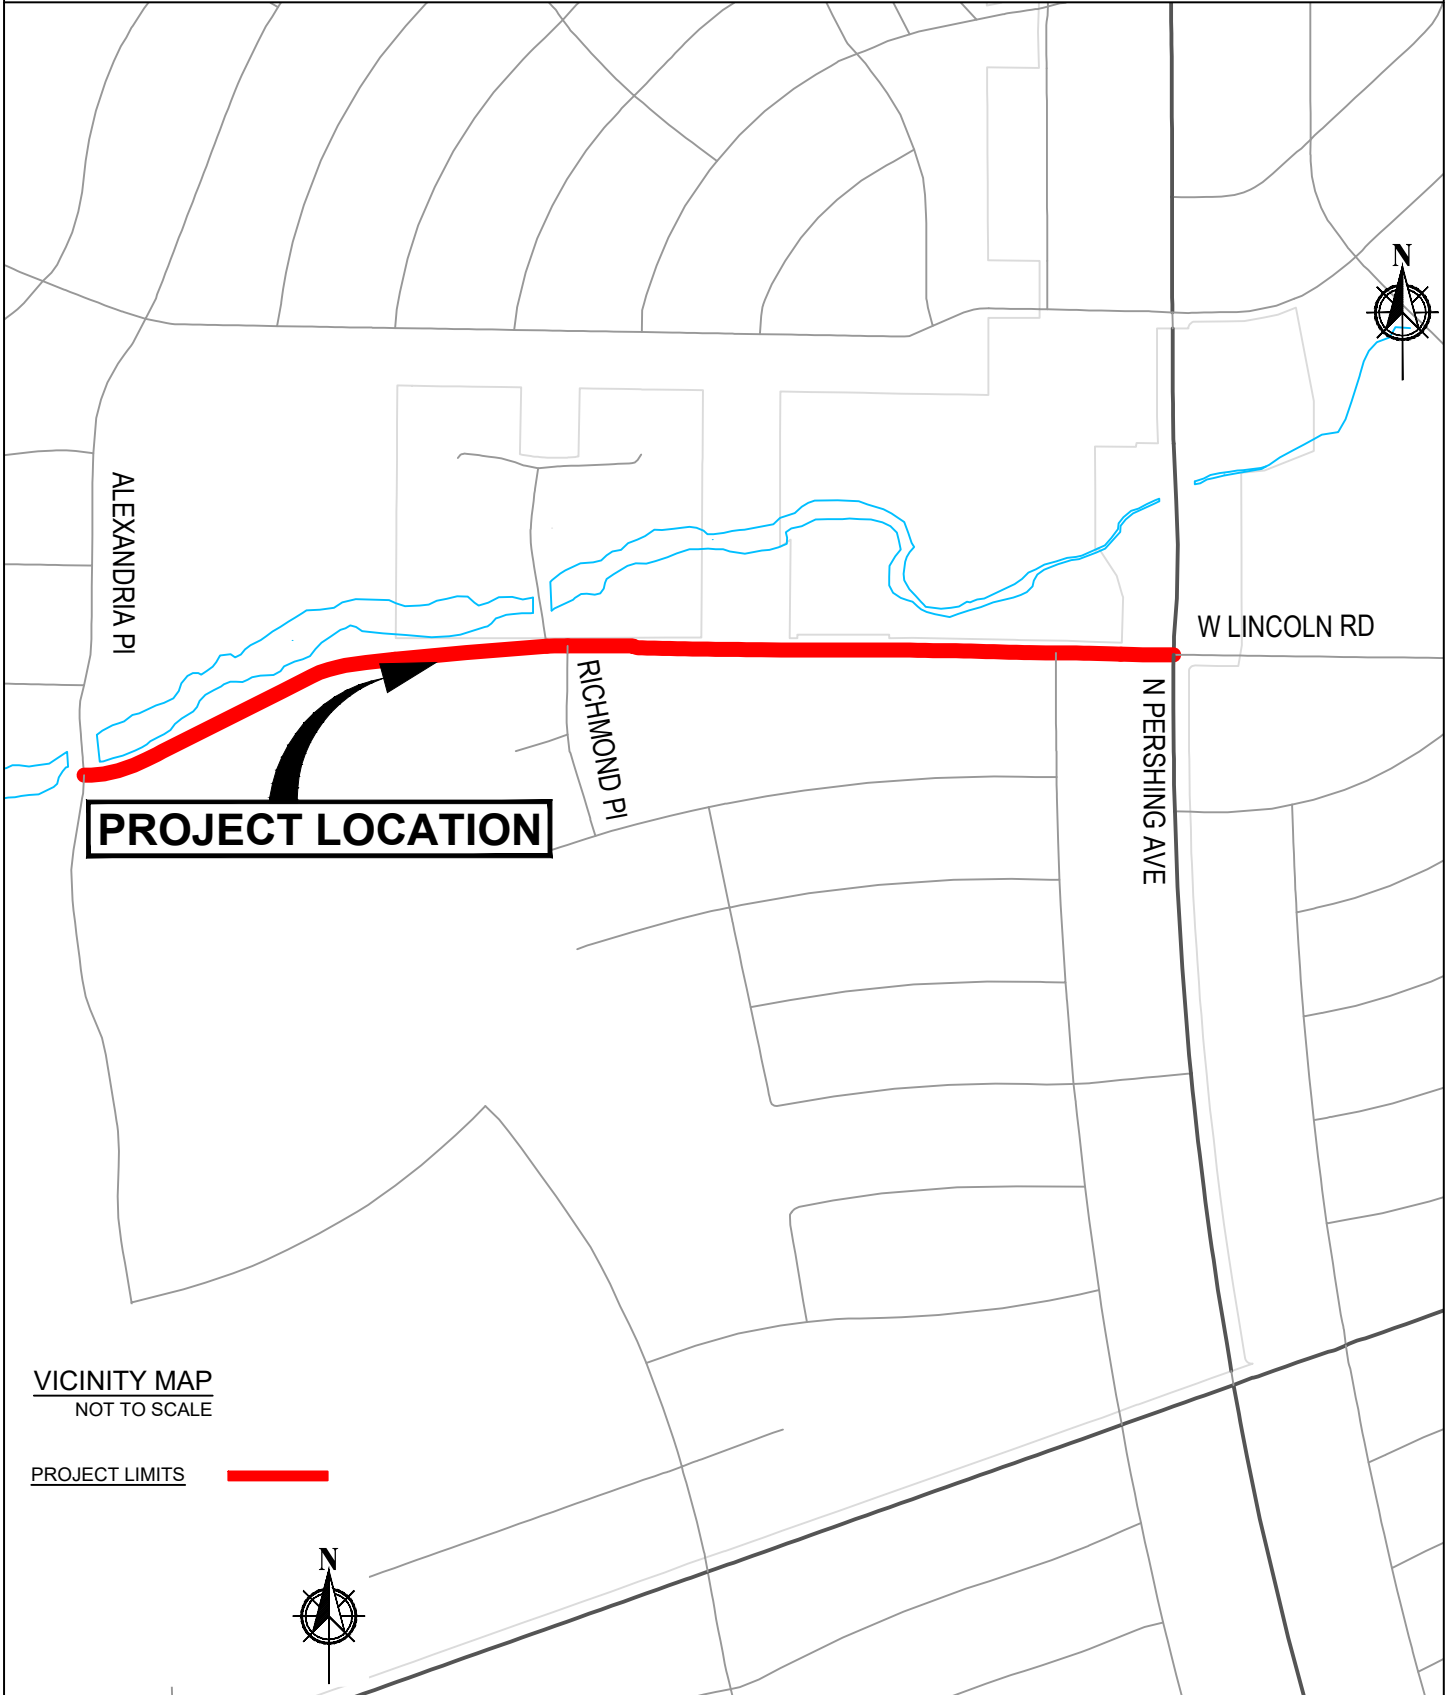 N
ALEXANDRIA Pl
W LINCOLN RD
RICHMOND Pl
N PERSHING AVE
PROJECT LOCATION
VICINITY MAP
NOT TO SCALE
PROJECT LIMITS
N